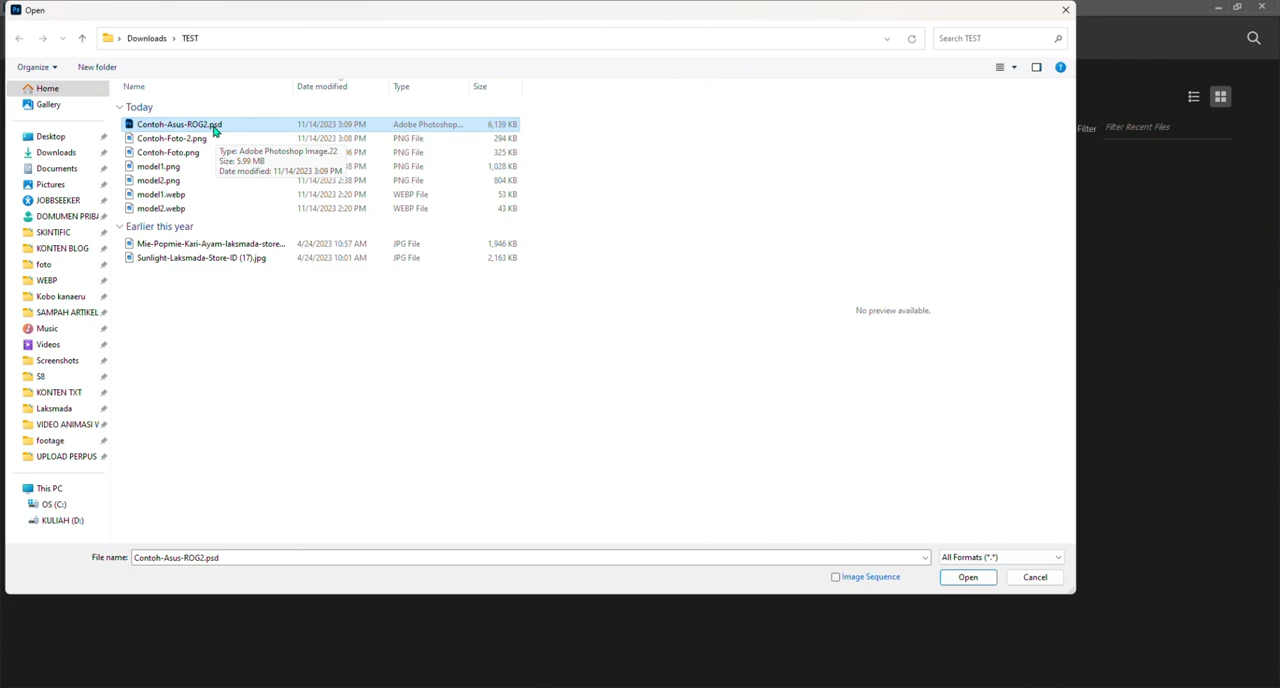 Ps Open
Downloads › TEST
Search TEST
Organize
New folder
Home
Gallery
Desktop
Downloads
Documents
Pictures
JOBBSEEKER
DOMUMEN PRIBA
SKINTIFIC
KONTEN BLOG
foto
WEBP
Kobo kanaeru
SAMPAH ARTIKEL
Music
Videos
Screenshots
S8
KONTEN TXT
Laksmada
VIDEO ANIMASI V
footage
UPLOAD PERPUS
This PC
OS (C:)
KULIAH (D:)
Name Date modified Type Size
Today
Contoh-Asus-ROG2.psd 11/14/2023 3:09 PM Adobe Photoshop... 6,139 KB
Contoh-Foto-2.png 11/14/2023 3:08 PM PNG File 294 KB
Contoh-Foto.png 6 PM PNG File 325 KB
model1.png 8 PM PNG File 1,028 KB
model2.png 11/14/2023 2:38 PM PNG File 804 KB
model1.webp 11/14/2023 2:20 PM WEBP File 53 KB
model2.webp 11/14/2023 2:20 PM WEBP File 43 KB
Type: Adobe Photoshop Image.22
Size: 5.99 MB
Date modified: 11/14/2023 3:09 PM
Earlier this year
Mie-Popmie-Kari-Ayam-laksmada-store... 4/24/2023 10:57 AM JPG File 1,946 KB
Sunlight-Laksmada-Store-ID (17).jpg 4/24/2023 10:01 AM JPG File 2,163 KB
No preview available.
Filter Filter Recent Files
File name: Contoh-Asus-ROG2.psd
All Formats (*.*)
Image Sequence
Open
Cancel